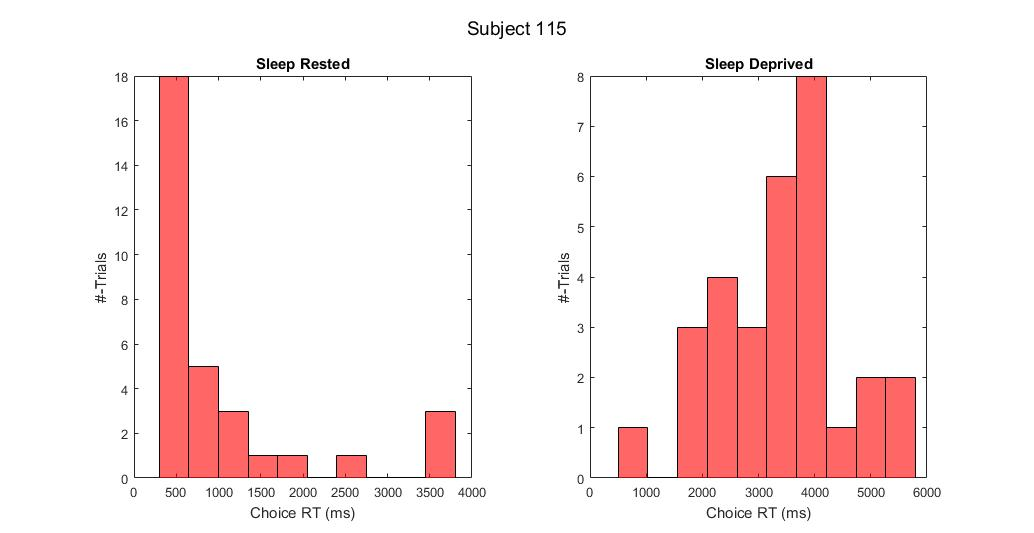 Subject 115
Sleep Rested
18
16
14
12
10
8
6
4
2
0
#-Trials
0 500 1000 1500 2000 2500 3000 3500 4000
Choice RT (ms)
Sleep Deprived
8
7
6
5
4
3
2
1
0
#-Trials
0 1000 2000 3000 4000 5000 6000
Choice RT (ms)